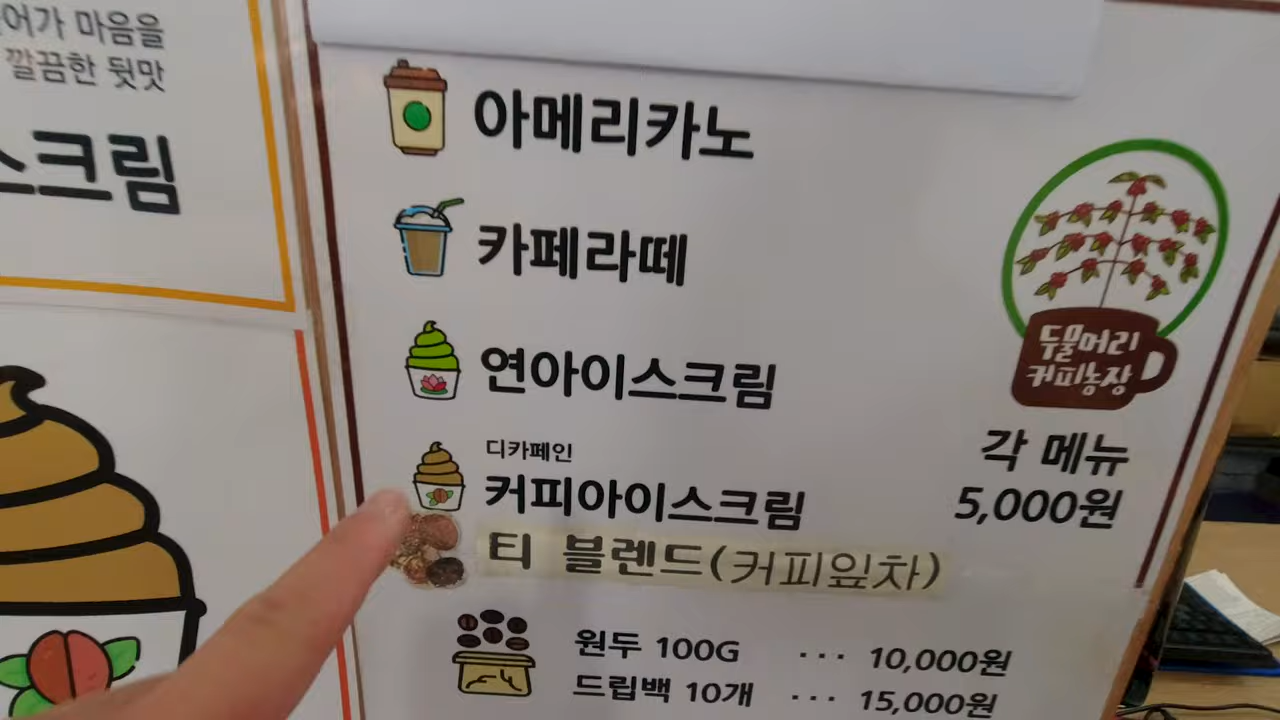 어가 마음을
깔끔한 뒷맛
스크림
아메리카노
카페라떼
연아이스크림
디카페인
커피아이스크림
티 블렌드(커피잎차)
두물머리
커피농장
각 메뉴
5,000원
원두 100G ... 10,000원
드립백 10개 ... 15,000원